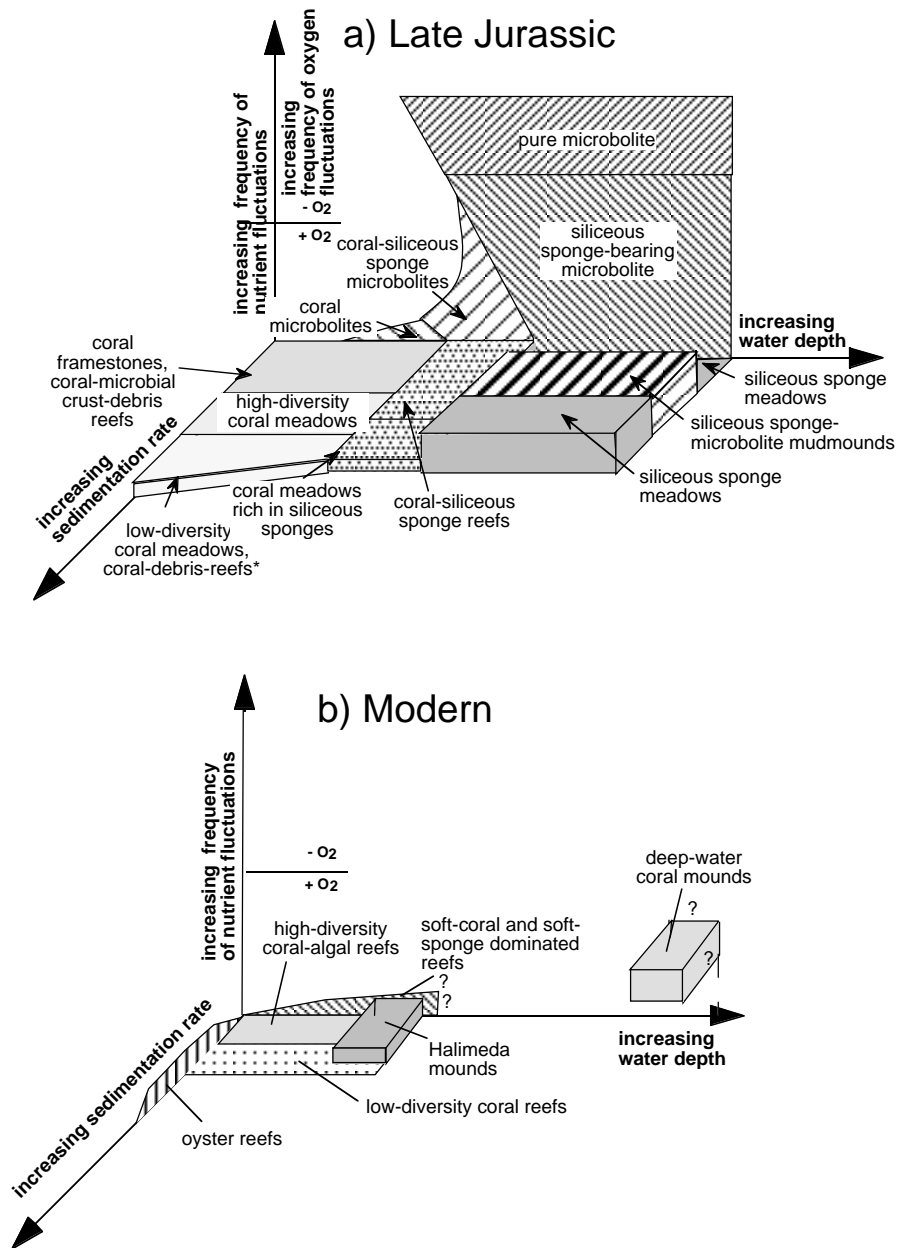 a) Late Jurassic
increasing frequency of
nutrient fluctuations
increasing
frequency of oxygen
fluctuations
- O2
+ O2
pure microbolite
siliceous
sponge-bearing
microbolite
coral-siliceous
sponge
microbolites
coral
microbolites
coral
framestones,
coral-microbial
crust-debris
reefs
high-diversity
coral meadows
increasing
water depth
siliceous sponge
meadows
siliceous sponge-
microbolite mudmounds
siliceous sponge
meadows
coral-siliceous
sponge reefs
coral meadows
rich in siliceous
sponges
low-diversity
coral meadows,
coral-debris-reefs*
increasing
sedimentation rate
b) Modern
increasing frequency
of nutrient fluctuations
- O2
+ O2
high-diversity
coral-algal reefs
soft-coral and soft-
sponge dominated
reefs
?
?
deep-water
coral mounds
?
?
increasing
water depth
Halimeda
mounds
low-diversity coral reefs
oyster reefs
increasing sedimentation rate